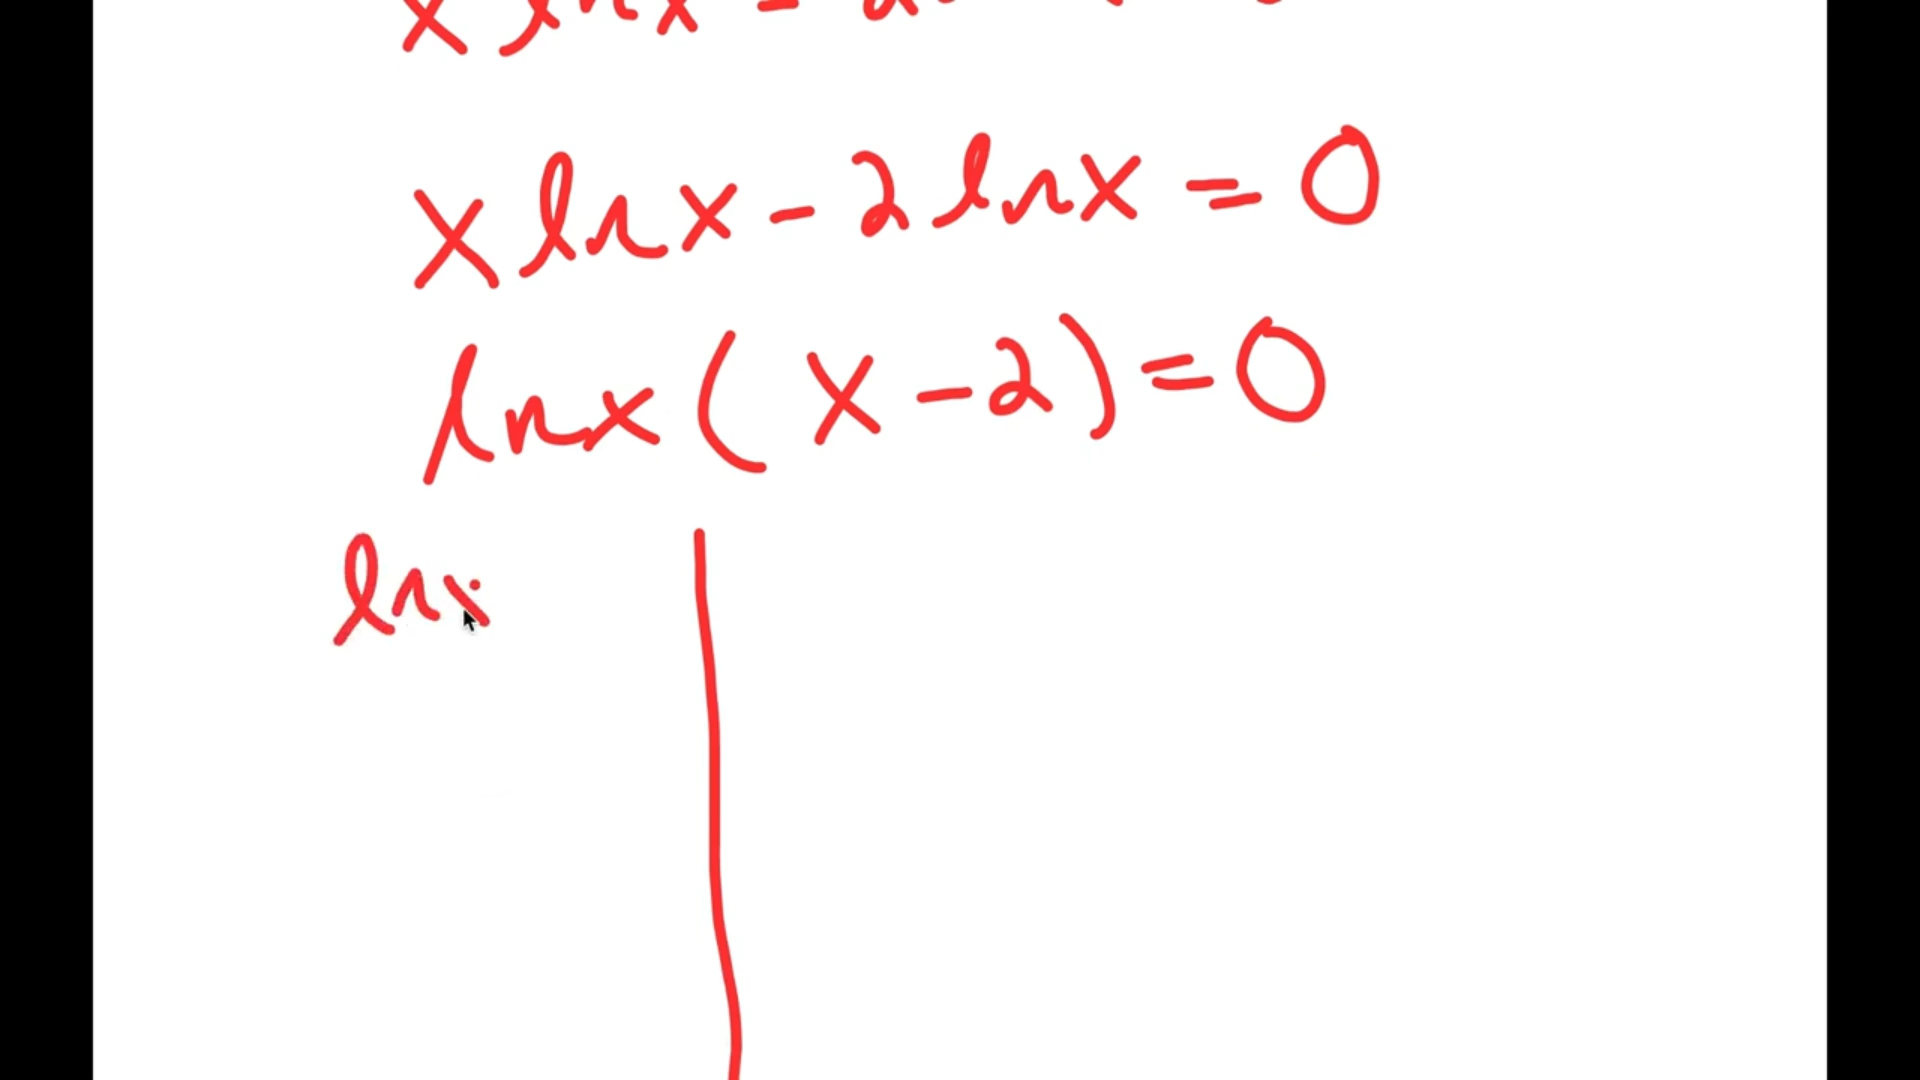 x ln x - 2 ln x = 0
ln x ( x - 2 ) = 0
ln x